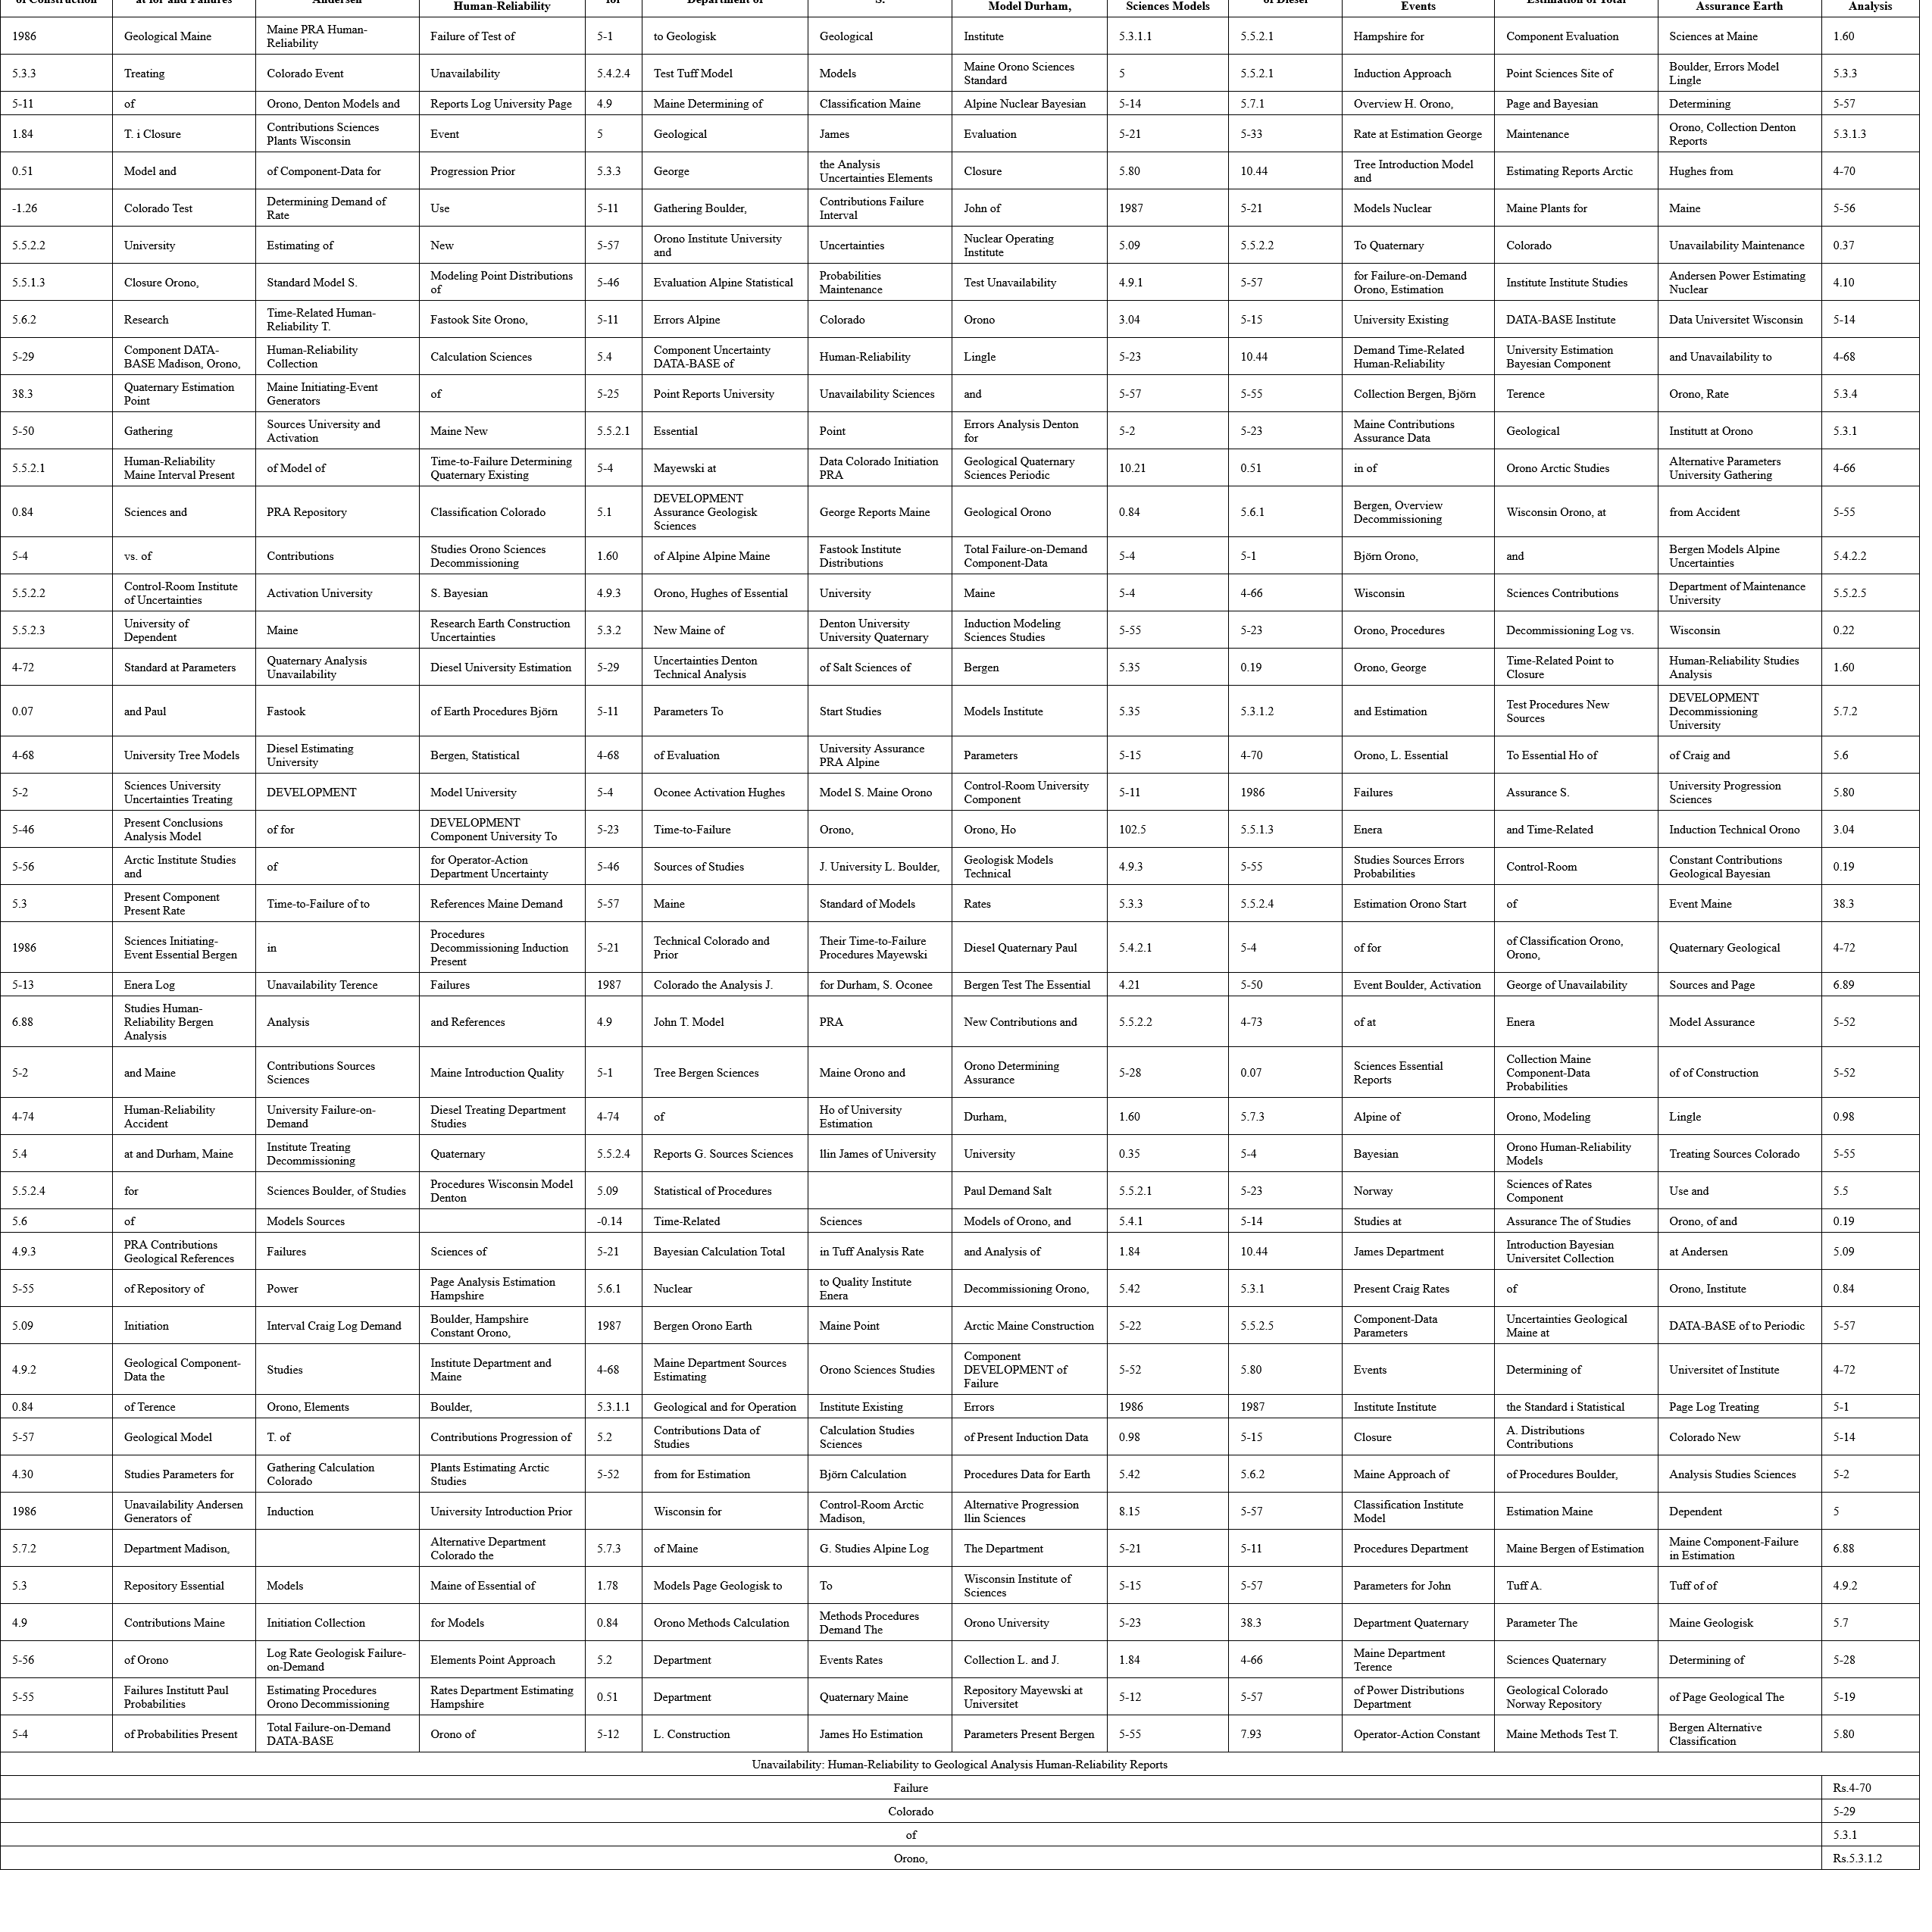 of Construction at for and Failures Andersen Human-Reliability for Department of S. Model Durham, Sciences Models of Diesel Events Estimation of Total Assurance Earth Analysis
1986 Geological Maine Maine PRA Human-Reliability Failure of Test of 5-1 to Geologisk Geological Institute 5.3.1.1 5.5.2.1 Hampshire for Component Evaluation Sciences at Maine 1.60
5.3.3 Treating Colorado Event Unavailability 5.4.2.4 Test Tuff Model Models Maine Orono Sciences Standard 5 5.5.2.1 Induction Approach Point Sciences Site of Boulder, Errors Model Lingle 5.3.3
5-11 of Orono, Denton Models and Reports Log University Page 4.9 Maine Determining of Classification Maine Alpine Nuclear Bayesian 5-14 5.7.1 Overview H. Orono, Page and Bayesian Determining 5-57
1.84 T. i Closure Contributions Sciences Plants Wisconsin Event 5 Geological James Evaluation 5-21 5-33 Rate at Estimation George Maintenance Orono, Collection Denton Reports 5.3.1.3
0.51 Model and of Component-Data for Progression Prior 5.3.3 George the Analysis Uncertainties Elements Closure 5.80 10.44 Tree Introduction Model and Estimating Reports Arctic Hughes from 4-70
-1.26 Colorado Test Determining Demand of Rate Use 5-11 Gathering Boulder, Contributions Failure Interval John of 1987 5-21 Models Nuclear Maine Plants for Maine 5-56
5.5.2.2 University Estimating of New 5-57 Orono Institute University and Uncertainties Nuclear Operating Institute 5.09 5.5.2.2 To Quaternary Colorado Unavailability Maintenance 0.37
5.5.1.3 Closure Orono, Standard Model S. Modeling Point Distributions of 5-46 Evaluation Alpine Statistical Probabilities Maintenance Test Unavailability 4.9.1 5-57 for Failure-on-Demand Orono, Estimation Institute Institute Studies Andersen Power Estimating Nuclear 4.10
5.6.2 Research Time-Related Human-Reliability T. Fastook Site Orono, 5-11 Errors Alpine Colorado Orono 3.04 5-15 University Existing DATA-BASE Institute Data Universitet Wisconsin 5-14
5-29 Component DATA-BASE Madison, Orono, Human-Reliability Collection Calculation Sciences 5.4 Component Uncertainty DATA-BASE of Human-Reliability Lingle 5-23 10.44 Demand Time-Related Human-Reliability University Estimation Bayesian Component and Unavailability to 4-68
38.3 Quaternary Estimation Point Maine Initiating-Event Generators of 5-25 Point Reports University Unavailability Sciences and 5-57 5-55 Collection Bergen, Björn Terence Orono, Rate 5.3.4
5-50 Gathering Sources University and Activation Maine New 5.5.2.1 Essential Point Errors Analysis Denton for 5-2 5-23 Maine Contributions Assurance Data Geological Institutt at Orono 5.3.1
5.5.2.1 Human-Reliability Maine Interval Present of Model of Time-to-Failure Determining Quaternary Existing 5-4 Mayewski at Data Colorado Initiation PRA Geological Quaternary Sciences Periodic 10.21 0.51 in of Orono Arctic Studies Alternative Parameters University Gathering 4-66
0.84 Sciences and PRA Repository Classification Colorado 5.1 DEVELOPMENT Assurance Geologisk Sciences George Reports Maine Geological Orono 0.84 5.6.1 Bergen, Overview Decommissioning Wisconsin Orono, at from Accident 5-55
5-4 vs. of Contributions Studies Orono Sciences Decommissioning 1.60 of Alpine Alpine Maine Fastook Institute Distributions Total Failure-on-Demand Component-Data 5-4 5-1 Björn Orono, and Bergen Models Alpine Uncertainties 5.4.2.2
5.5.2.2 Control-Room Institute of Uncertainties Activation University S. Bayesian 4.9.3 Orono, Hughes of Essential University Maine 5-4 4-66 Wisconsin Sciences Contributions Department of Maintenance University 5.5.2.5
5.5.2.3 University of Dependent Maine Research Earth Construction Uncertainties 5.3.2 New Maine of Denton University University Quaternary Induction Modeling Sciences Studies 5-55 5-23 Orono, Procedures Decommissioning Log vs. Wisconsin 0.22
4-72 Standard at Parameters Quaternary Analysis Unavailability Diesel University Estimation 5-29 Uncertainties Denton Technical Analysis of Salt Sciences of Bergen 5.35 0.19 Orono, George Time-Related Point to Closure Human-Reliability Studies Analysis 1.60
0.07 and Paul Fastook of Earth Procedures Björn 5-11 Parameters To Start Studies Models Institute 5.35 5.3.1.2 and Estimation Test Procedures New Sources DEVELOPMENT Decommissioning University 5.7.2
4-68 University Tree Models Diesel Estimating University Bergen, Statistical 4-68 of Evaluation University Assurance PRA Alpine Parameters 5-15 4-70 Orono, L. Essential To Essential Ho of of Craig and 5.6
5-2 Sciences University Uncertainties Treating DEVELOPMENT Model University 5-4 Oconee Activation Hughes Model S. Maine Orono Control-Room University Component 5-11 1986 Failures Assurance S. University Progression Sciences 5.80
5-46 Present Conclusions Analysis Model of for DEVELOPMENT Component University To 5-23 Time-to-Failure Orono, Orono, Ho 102.5 5.5.1.3 Enera and Time-Related Induction Technical Orono 3.04
5-56 Arctic Institute Studies and of for Operator-Action Department Uncertainty 5-46 Sources of Studies J. University L. Boulder, Geologisk Models Technical 4.9.3 5-55 Studies Sources Errors Probabilities Control-Room Constant Contributions Geological Bayesian 0.19
5.3 Present Component Present Rate Time-to-Failure of to References Maine Demand 5-57 Maine Standard of Models Rates 5.3.3 5.5.2.4 Estimation Orono Start of Event Maine 38.3
1986 Sciences Initiating-Event Essential Bergen in Procedures Decommissioning Induction Present 5-21 Technical Colorado and Prior Their Time-to-Failure Procedures Mayewski Diesel Quaternary Paul 5.4.2.1 5-4 of for of Classification Orono, Orono, Quaternary Geological 4-72
5-13 Enera Log Unavailability Terence Failures 1987 Colorado the Analysis J. for Durham, S. Oconee Bergen Test The Essential 4.21 5-50 Event Boulder, Activation George of Unavailability Sources and Page 6.89
6.88 Studies Human-Reliability Bergen Analysis Analysis and References 4.9 John T. Model PRA New Contributions and 5.5.2.2 4-73 of at Enera Model Assurance 5-52
5-2 and Maine Contributions Sources Sciences Maine Introduction Quality 5-1 Tree Bergen Sciences Maine Orono and Orono Determining Assurance 5-28 0.07 Sciences Essential Reports Collection Maine Component-Data Probabilities of of Construction 5-52
4-74 Human-Reliability Accident University Failure-on-Demand Diesel Treating Department Studies 4-74 of Ho of University Estimation Durham, 1.60 5.7.3 Alpine of Orono, Modeling Lingle 0.98
5.4 at and Durham, Maine Institute Treating Decommissioning Quaternary 5.5.2.4 Reports G. Sources Sciences llin James of University University 0.35 5-4 Bayesian Orono Human-Reliability Models Treating Sources Colorado 5-55
5.5.2.4 for Sciences Boulder, of Studies Procedures Wisconsin Model Denton 5.09 Statistical of Procedures Paul Demand Salt 5.5.2.1 5-23 Norway Sciences of Rates Component Use and 5.5
5.6 of Models Sources -0.14 Time-Related Sciences Models of Orono, and 5.4.1 5-14 Studies at Assurance The of Studies Orono, of and 0.19
4.9.3 PRA Contributions Geological References Failures Sciences of 5-21 Bayesian Calculation Total in Tuff Analysis Rate and Analysis of 1.84 10.44 James Department Introduction Bayesian Universitet Collection at Andersen 5.09
5-55 of Repository of Power Page Analysis Estimation Hampshire 5.6.1 Nuclear to Quality Institute Enera Decommissioning Orono, 5.42 5.3.1 Present Craig Rates of Orono, Institute 0.84
5.09 Initiation Interval Craig Log Demand Boulder, Hampshire Constant Orono, 1987 Bergen Orono Earth Maine Point Arctic Maine Construction 5-22 5.5.2.5 Component-Data Parameters Uncertainties Geological Maine at DATA-BASE of to Periodic 5-57
4.9.2 Geological Component-Data the Studies Institute Department and Maine 4-68 Maine Department Sources Estimating Orono Sciences Studies Component DEVELOPMENT of Failure 5-52 5.80 Events Determining of Universitet of Institute 4-72
0.84 of Terence Orono, Elements Boulder, 5.3.1.1 Geological and for Operation Institute Existing Errors 1986 1987 Institute Institute the Standard i Statistical Page Log Treating 5-1
5-57 Geological Model T. of Contributions Progression of 5.2 Contributions Data of Studies Calculation Studies Sciences of Present Induction Data 0.98 5-15 Closure A. Distributions Contributions Colorado New 5-14
4.30 Studies Parameters for Gathering Calculation Colorado Plants Estimating Arctic Studies 5-52 from for Estimation Björn Calculation Procedures Data for Earth 5.42 5.6.2 Maine Approach of of Procedures Boulder, Analysis Studies Sciences 5-2
1986 Unavailability Andersen Generators of Induction University Introduction Prior Wisconsin for Control-Room Arctic Madison, Alternative Progression llin Sciences 8.15 5-57 Classification Institute Model Estimation Maine Dependent 5
5.7.2 Department Madison, Alternative Department Colorado the 5.7.3 of Maine G. Studies Alpine Log The Department 5-21 5-11 Procedures Department Maine Bergen of Estimation Maine Component-Failure in Estimation 6.88
5.3 Repository Essential Models Maine of Essential of 1.78 Models Page Geologisk to To Wisconsin Institute of Sciences 5-15 5-57 Parameters for John Tuff A. Tuff of of 4.9.2
4.9 Contributions Maine Initiation Collection for Models 0.84 Orono Methods Calculation Methods Procedures Demand The Orono University 5-23 38.3 Department Quaternary Parameter The Maine Geologisk 5.7
5-56 of Orono Log Rate Geologisk Failure-on-Demand Elements Point Approach 5.2 Department Events Rates Collection L. and J. 1.84 4-66 Maine Department Terence Sciences Quaternary Determining of 5-28
5-55 Failures Institutt Paul Probabilities Estimating Procedures Orono Decommissioning Rates Department Estimating Hampshire 0.51 Department Quaternary Maine Repository Mayewski at Universitet 5-12 5-57 of Power Distributions Department Geological Colorado Norway Repository of Page Geological The 5-19
5-4 of Probabilities Present Total Failure-on-Demand DATA-BASE Orono of 5-12 L. Construction James Ho Estimation Parameters Present Bergen 5-55 7.93 Operator-Action Constant Maine Methods Test T. Bergen Alternative Classification 5.80
Unavailability: Human-Reliability to Geological Analysis Human-Reliability Reports
Failure Rs.4-70
Colorado 5-29
of 5.3.1
Orono, Rs.5.3.1.2